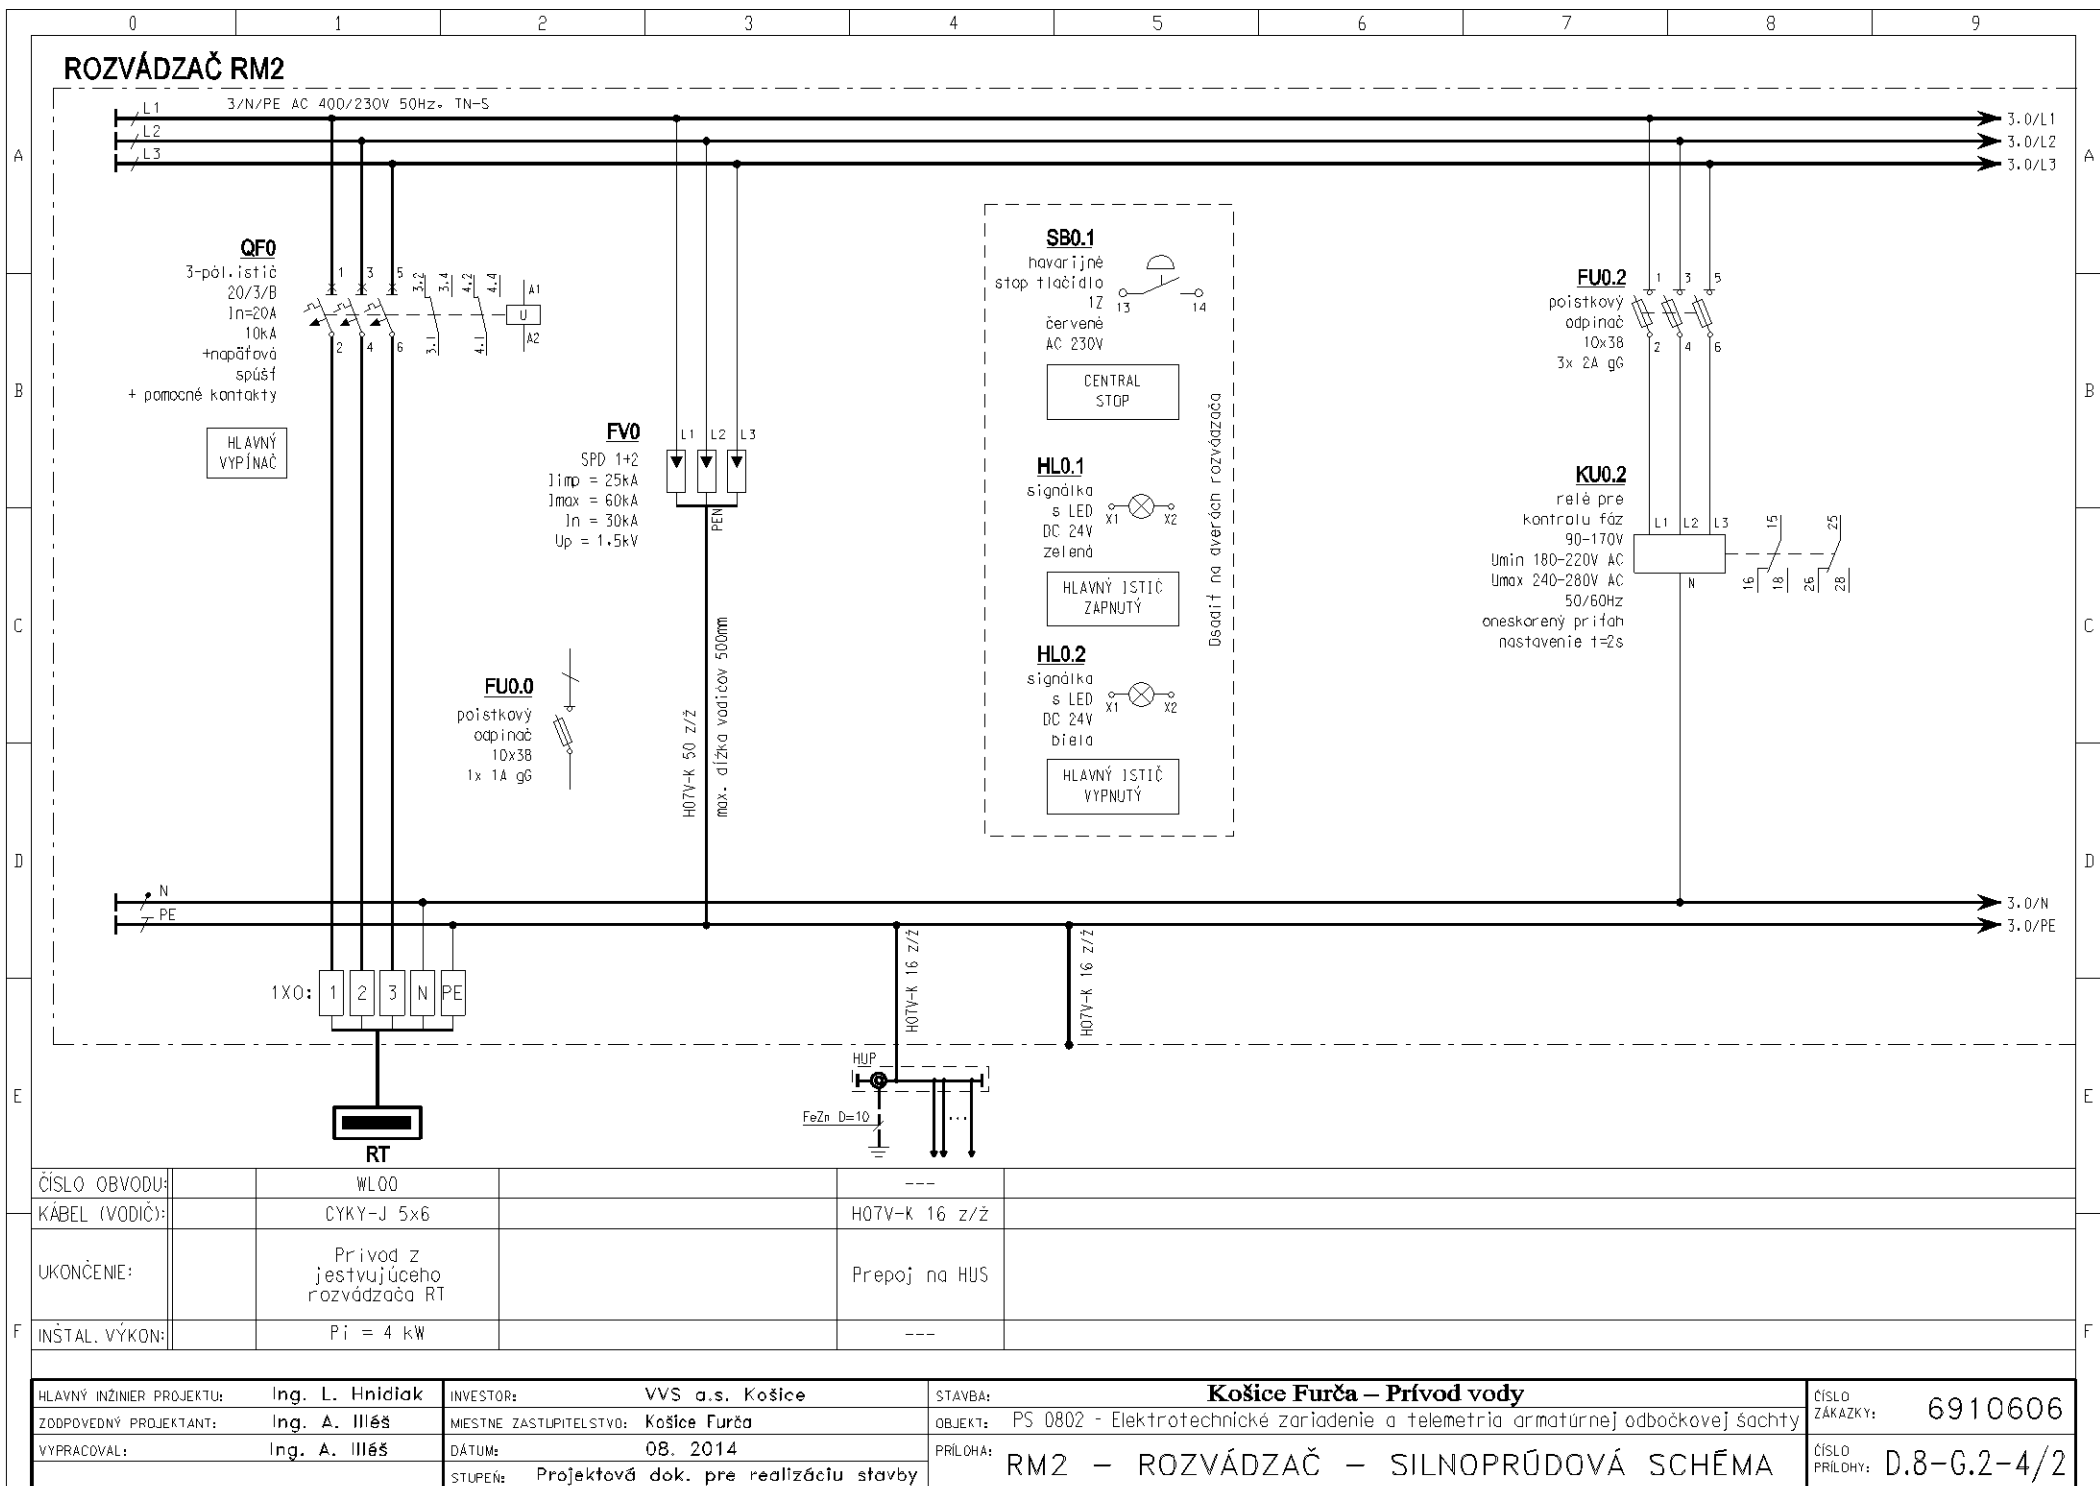 0 1 2 3 4 5 6 7 8 9
ROZVÁDZAČ RM2
3/N/PE AC 400/230V 50Hz, TN-S
L1
L2
L3
3.0/L1
3.0/L2
3.0/L3
A
A
B
B
C
C
D
D
E
E
F
F
QF0
3-pól.istič
20/3/B
In=20A
10kA
+napäťová
spúšť
+ pomocné kontakty
1 3 5
2 4 6
3.2 3.4 4.2 4.4
3.1 4.1
A1
U
A2
HLAVNÝ
VYPÍNAČ
FV0
SPD 1+2
Iimp = 25kA
Imax = 60kA
In = 30kA
Up = 1.5kV
L1 L2 L3
PEN
H07V-K 50 z/ž
max. dĺžka vodičov 500mm
FU0.0
poistkový
odpínač
10x38
1x 1A gG
SB0.1
havarijné
stop tlačidlo
1Z
červené
AC 230V
13 14
CENTRAL
STOP
HL0.1
signálka
s LED
DC 24V
zelená
X1 X2
HLAVNÝ ISTIČ
ZAPNUTÝ
HL0.2
signálka
s LED
DC 24V
biela
X1 X2
HLAVNÝ ISTIČ
VYPNUTÝ
Osadiť na dverách rozvádzača
FU0.2
poistkový
odpínač
10x38
3x 2A gG
1 3 5
2 4 6
KU0.2
relé pre
kontrolu fáz
90-170V
Umin 180-220V AC
Umax 240-280V AC
50/60Hz
oneskorený príťah
nastavenie t=2s
L1 L2 L3
N
15 25
16 18 26 28
N
PE
3.0/N
3.0/PE
1X0: 1 2 3 N PE
H07V-K 16 z/ž
H07V-K 16 z/ž
HUP
FeZn D=10
...
RT
ČÍSLO OBVODU: WL00 ---
KÁBEL (VODIČ): CYKY-J 5x6 H07V-K 16 z/ž
UKONČENIE: Prívod z
jestvujúceho
rozvádzača RT
Prepoj na HUS
INŠTAL. VÝKON: Pi = 4 kW ---
HLAVNÝ INŽINIER PROJEKTU: Ing. L. Hnidiak
ZODPOVEDNÝ PROJEKTANT: Ing. A. Illéš
VYPRACOVAL: Ing. A. Illéš
INVESTOR: VVS a.s. Košice
MIESTNE ZASTUPITELSTVO: Košice Furča
DÁTUM: 08. 2014
STUPEŇ: Projektová dok. pre realizáciu stavby
STAVBA: Košice Furča – Prívod vody
OBJEKT: PS 0802 - Elektrotechnické zariadenie a telemetria armatúrnej odbočkovej šachty
PRÍLOHA: RM2 – ROZVÁDZAČ – SILNOPRÚDOVÁ SCHÉMA
ČÍSLO
ZÁKAZKY: 6910606
ČÍSLO
PRÍLOHY: D.8-G.2-4/2